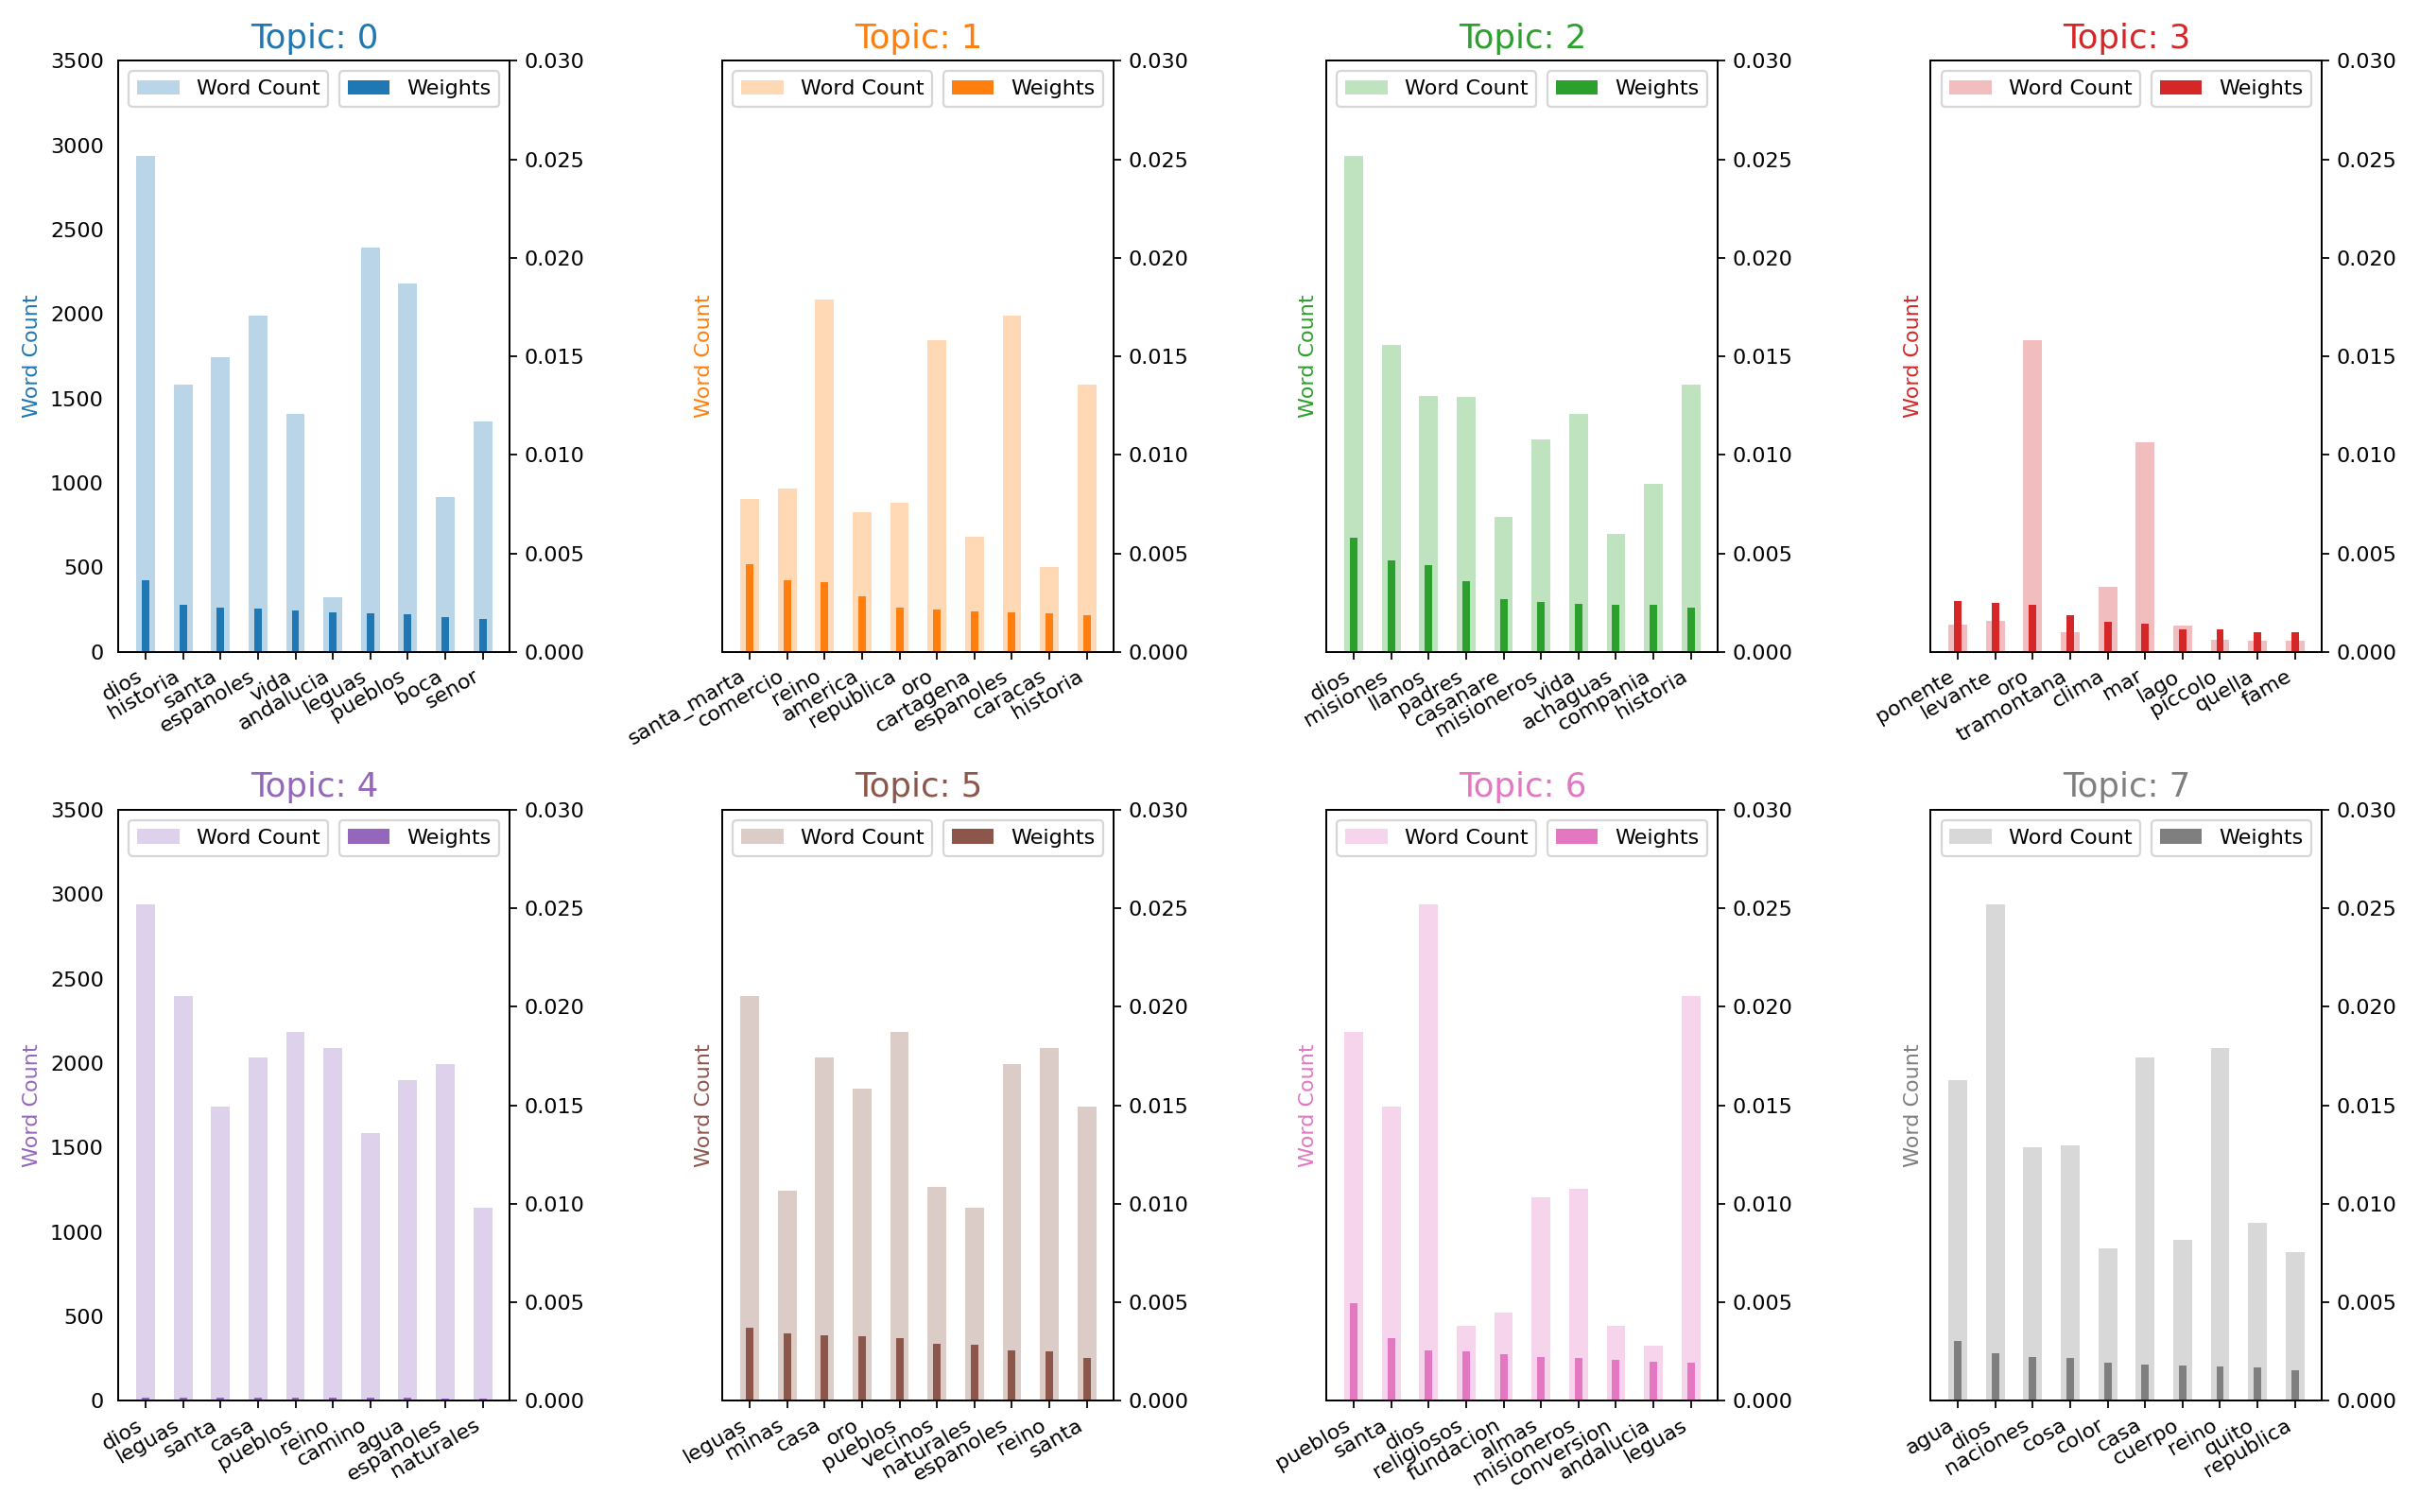 Topic: 0
Word Count
Weights
3500
3000
2500
2000
1500
1000
500
0
Word Count
0.030
0.025
0.020
0.015
0.010
0.005
0.000
dios
historia
santa
espanoles
vida
andalucia
leguas
pueblos
boca
senor
Topic: 1
Word Count
Weights
Word Count
0.030
0.025
0.020
0.015
0.010
0.005
0.000
santa_marta
comercio
reino
america
republica
oro
cartagena
espanoles
caracas
historia
Topic: 2
Word Count
Weights
Word Count
0.030
0.025
0.020
0.015
0.010
0.005
0.000
dios
misiones
llanos
padres
casanare
misioneros
vida
achaguas
compania
historia
Topic: 3
Word Count
Weights
Word Count
0.030
0.025
0.020
0.015
0.010
0.005
0.000
ponente
levante
oro
tramontana
clima
mar
lago
piccolo
quella
fame
Topic: 4
Word Count
Weights
3500
3000
2500
2000
1500
1000
500
0
Word Count
0.030
0.025
0.020
0.015
0.010
0.005
0.000
dios
leguas
santa
casa
pueblos
reino
camino
agua
espanoles
naturales
Topic: 5
Word Count
Weights
Word Count
0.030
0.025
0.020
0.015
0.010
0.005
0.000
leguas
minas
casa
oro
pueblos
vecinos
naturales
espanoles
reino
santa
Topic: 6
Word Count
Weights
Word Count
0.030
0.025
0.020
0.015
0.010
0.005
0.000
pueblos
santa
dios
religiosos
fundacion
almas
misioneros
conversion
andalucia
leguas
Topic: 7
Word Count
Weights
Word Count
0.030
0.025
0.020
0.015
0.010
0.005
0.000
agua
dios
naciones
cosa
color
casa
cuerpo
reino
quito
republica